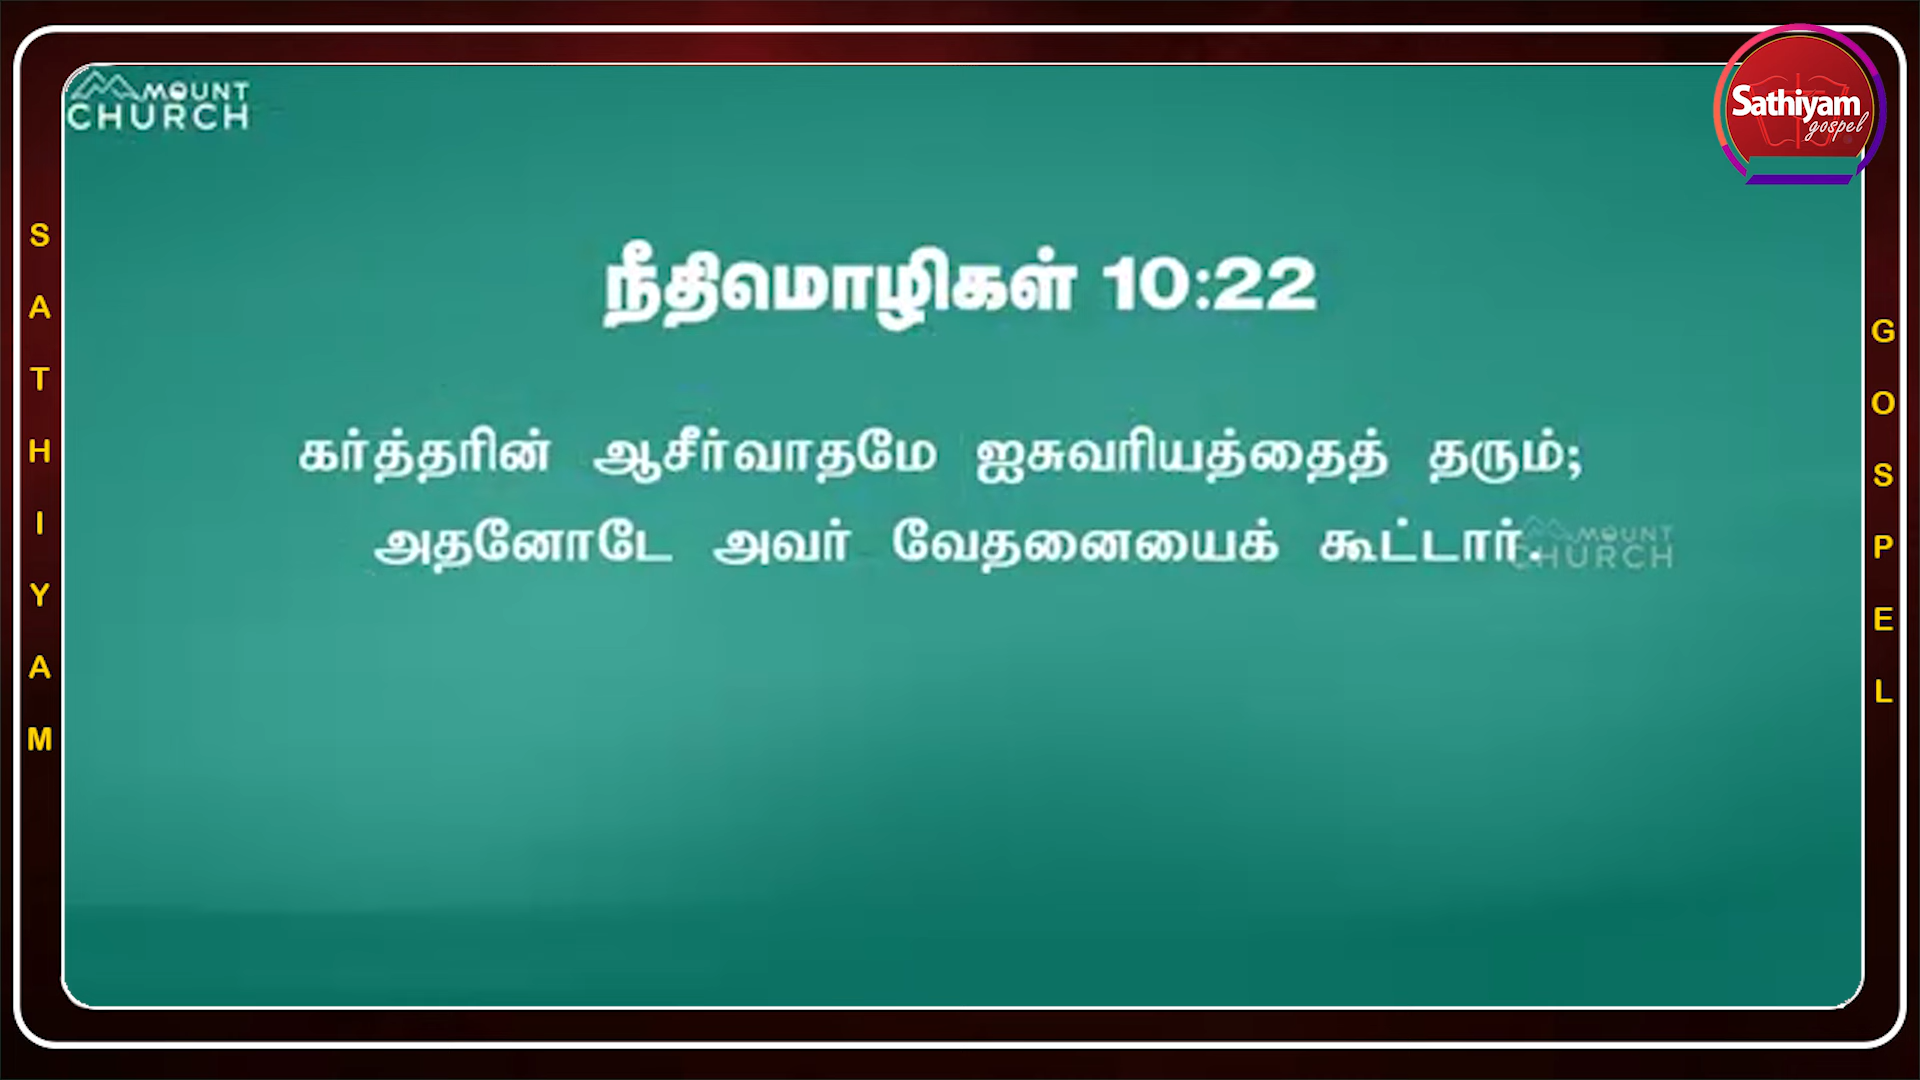 MOUNT
CHURCH
Sathiyam
gospel
நீதிமொழிகள் 10:22
கர்த்தரின் ஆசீர்வாதமே ஐசுவரியத்தைத் தரும்;
அதனோடே அவர் வேதனையைக் கூட்டார்.
MOUNT
CHURCH
SATHIYAM
GOSPEL